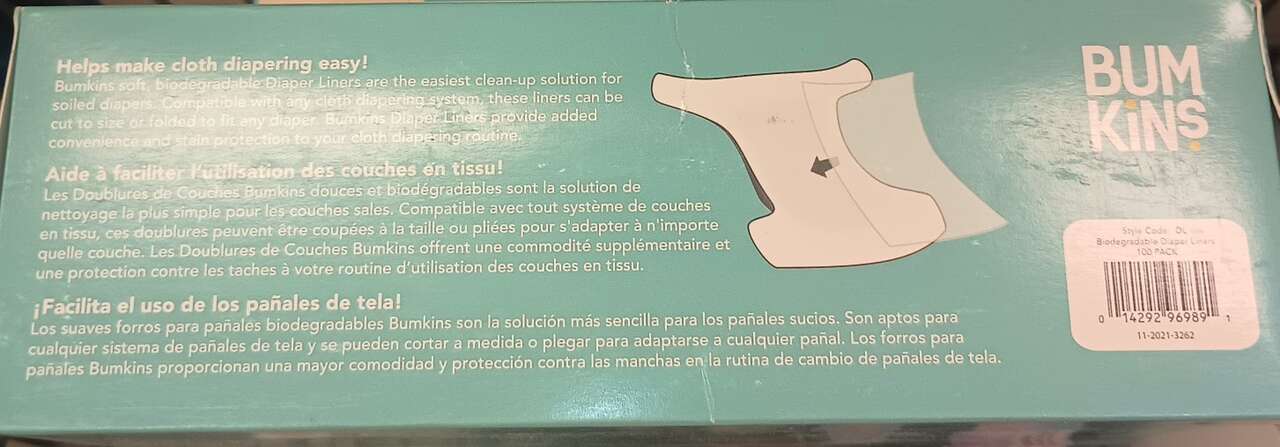 Helps make cloth diapering easy!
Bumkins soft, biodegradable Diaper Liners are the easiest clean-up solution for
soiled diapers. Compatible with any cloth diapering system, these liners can be
cut to size or folded to fit any diaper. Bumkins Diaper Liners provide added
convenience and stain protection to your cloth diapering routine.
Aide à faciliter l'utilisation des couches en tissu!
Les Doublures de Couches Bumkins douces et biodégradables sont la solution de
nettoyage la plus simple pour les couches sales. Compatible avec tout système de couches
en tissu, ces doublures peuvent être coupées à la taille ou pliées pour s'adapter à n'importe
quelle couche. Les Doublures de Couches Bumkins offrent une commodité supplémentaire et
une protection contre les taches à votre routine d'utilisation des couches en tissu.
¡Facilita el uso de los pañales de tela!
Los suaves forros para pañales biodegradables Bumkins son la solución más sencilla para los pañales sucios. Son aptos para
cualquier sistema de pañales de tela y se pueden cortar a medida o plegar para adaptarse a cualquier pañal. Los forros para
pañales Bumkins proporcionan una mayor comodidad y protección contra las manchas en la rutina de cambio de pañales de tela.
BUM
KiNS
Style Code: DL
Biodegradable Diaper Liners
100 PACK
0 14292 96989 1
11-2021-3262